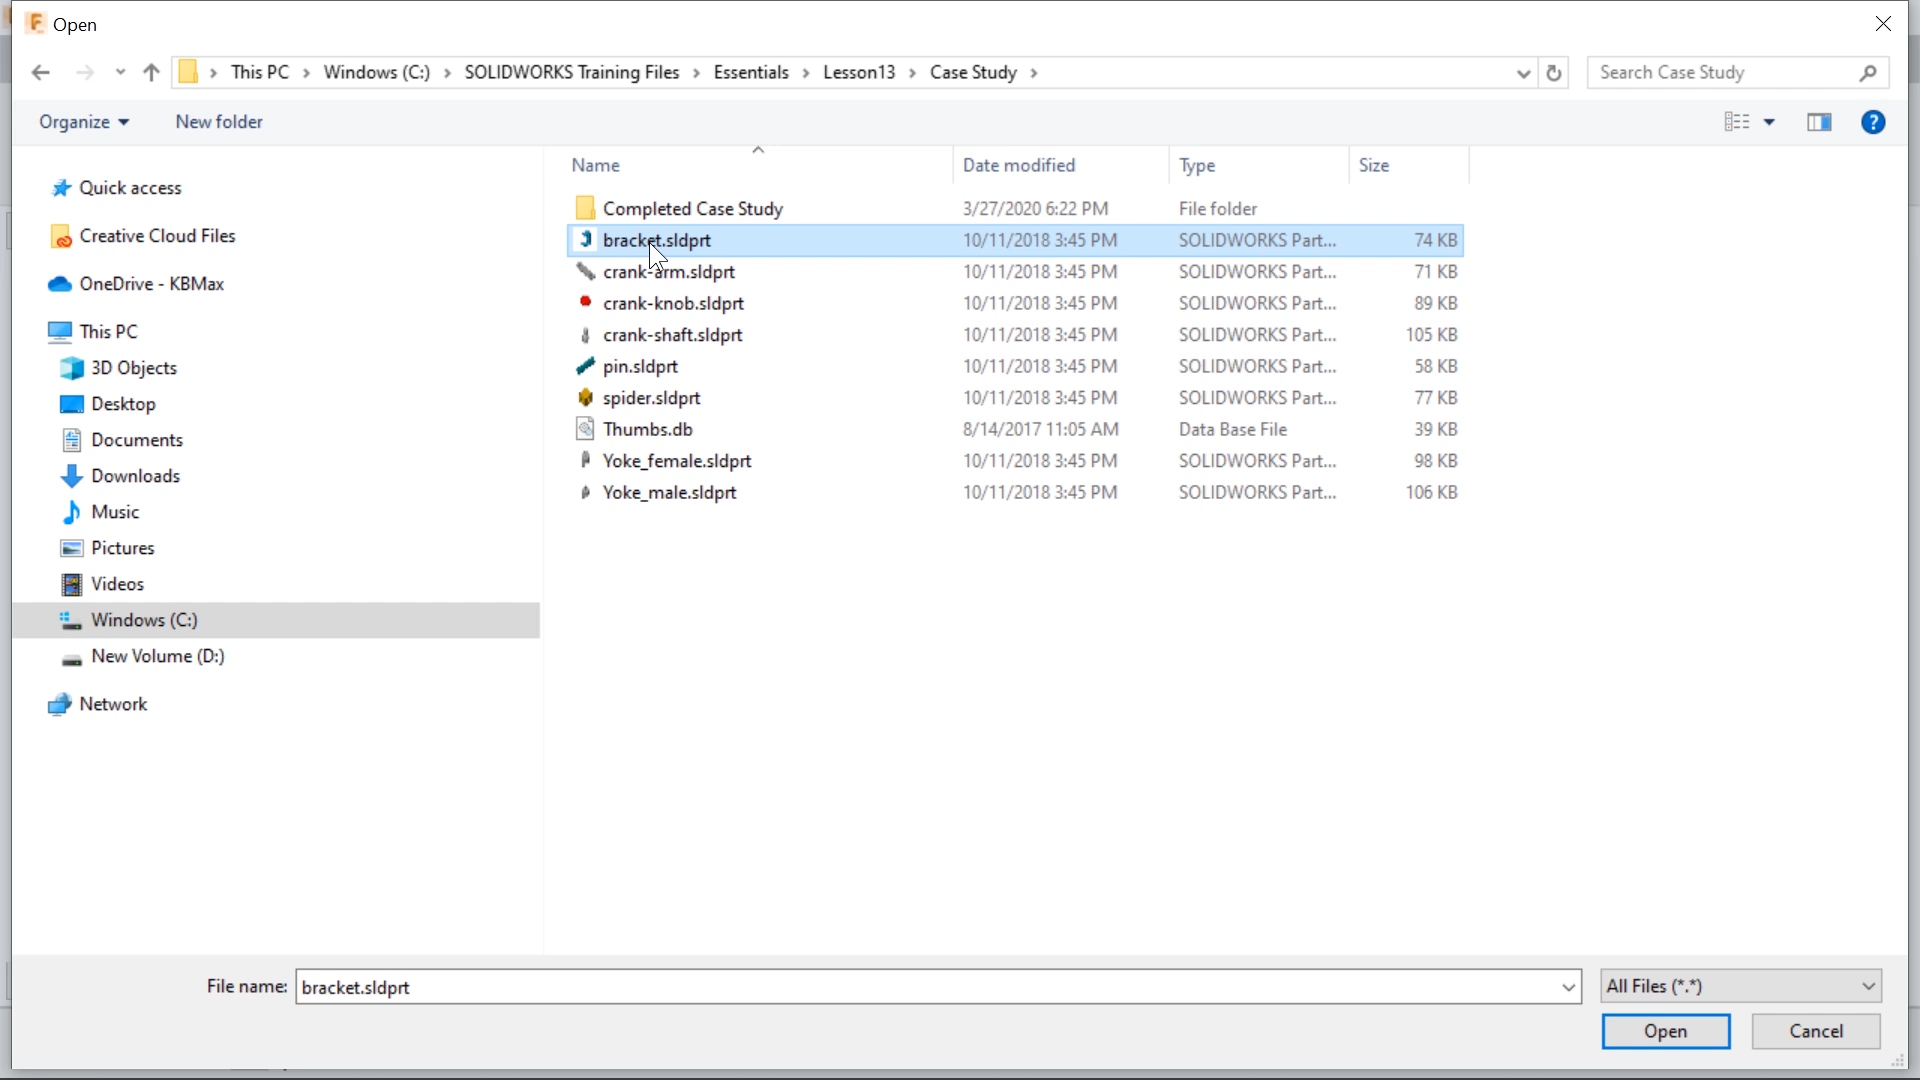 Open
This PC > Windows (C:) > SOLIDWORKS Training Files > Essentials > Lesson13 > Case Study >
Search Case Study
Organize
New folder
?
Name
Date modified
Type
Size
Quick access
Creative Cloud Files
OneDrive - KBMax
This PC
3D Objects
Desktop
Documents
Downloads
Music
Pictures
Videos
Windows (C:)
New Volume (D:)
Network
Completed Case Study 3/27/2020 6:22 PM File folder
bracket.sldprt 10/11/2018 3:45 PM SOLIDWORKS Part... 74 KB
crank-arm.sldprt 10/11/2018 3:45 PM SOLIDWORKS Part... 71 KB
crank-knob.sldprt 10/11/2018 3:45 PM SOLIDWORKS Part... 89 KB
crank-shaft.sldprt 10/11/2018 3:45 PM SOLIDWORKS Part... 105 KB
pin.sldprt 10/11/2018 3:45 PM SOLIDWORKS Part... 58 KB
spider.sldprt 10/11/2018 3:45 PM SOLIDWORKS Part... 77 KB
Thumbs.db 8/14/2017 11:05 AM Data Base File 39 KB
Yoke_female.sldprt 10/11/2018 3:45 PM SOLIDWORKS Part... 98 KB
Yoke_male.sldprt 10/11/2018 3:45 PM SOLIDWORKS Part... 106 KB
File name: bracket.sldprt
All Files (*.*)
Open
Cancel